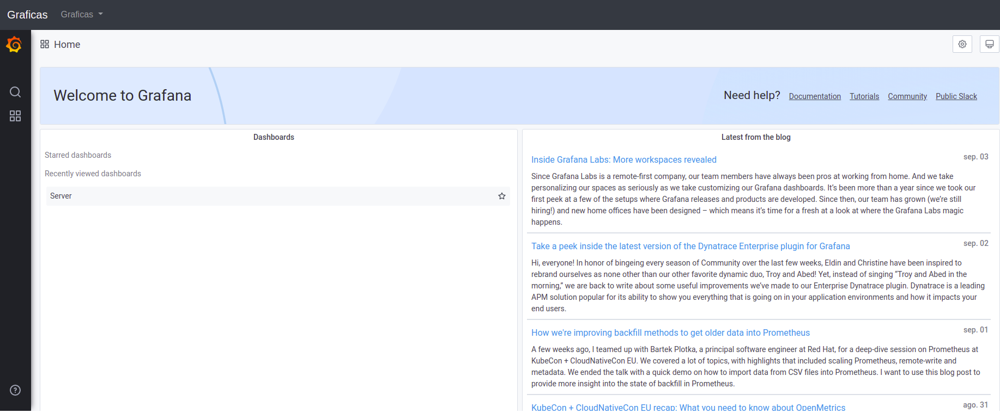 Graficas Graficas
Home
Welcome to Grafana
Need help? Documentation Tutorials Community Public Slack
Dashboards
Starred dashboards
Recently viewed dashboards
Server
Latest from the blog
Inside Grafana Labs: More workspaces revealed
sep. 03
Since Grafana Labs is a remote-first company, our team members have always been pros at working from home. And we take
personalizing our spaces as seriously as we take customizing our Grafana dashboards. It’s been more than a year since we took our
first peek at a few of the setups where Grafana releases and products are developed. Since then, our team has grown (we’re still
hiring!) and new home offices have been designed – which means it’s time for a fresh at a look at where the Grafana Labs magic
happens.
Take a peek inside the latest version of the Dynatrace Enterprise plugin for Grafana
sep. 02
Hi, everyone! In honor of bingeing every season of Community over the last few weeks, Eldin and Christine have been inspired to
rebrand ourselves as none other than our other favorite dynamic duo, Troy and Abed! Yet, instead of singing “Troy and Abed in the
morning,” we are back to write about some useful improvements we’ve made to our Enterprise Dynatrace plugin. Dynatrace is a leading
APM solution popular for its ability to show you everything that is going on in your application environments and how it impacts your
end users.
How we're improving backfill methods to get older data into Prometheus
sep. 01
A few weeks ago, I teamed up with Bartek Plotka, a principal software engineer at Red Hat, for a deep-dive session on Prometheus at
KubeCon + CloudNativeCon EU. We covered a lot of topics, with highlights that included scaling Prometheus, remote-write and
metadata. We ended the talk with a quick demo on how to import data from CSV files into Prometheus. I want to use this blog post to
provide more insight into the state of backfill in Prometheus.
KubeCon + CloudNativeCon EU recap: What you need to know about OpenMetrics
ago. 31